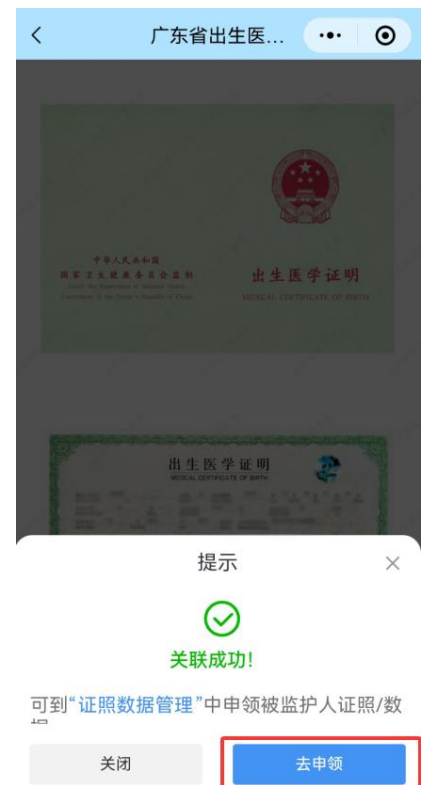 广东省出生医...
中华人民共和国
国家卫生健康委员会监制
出生医学证明
MEDICAL CERTIFICATE OF BIRTH
出生医学证明
MEDICAL CERTIFICATE OF BIRTH
提示
关联成功!
可到“证照数据管理”中申领被监护人证照/数
关闭
去申领